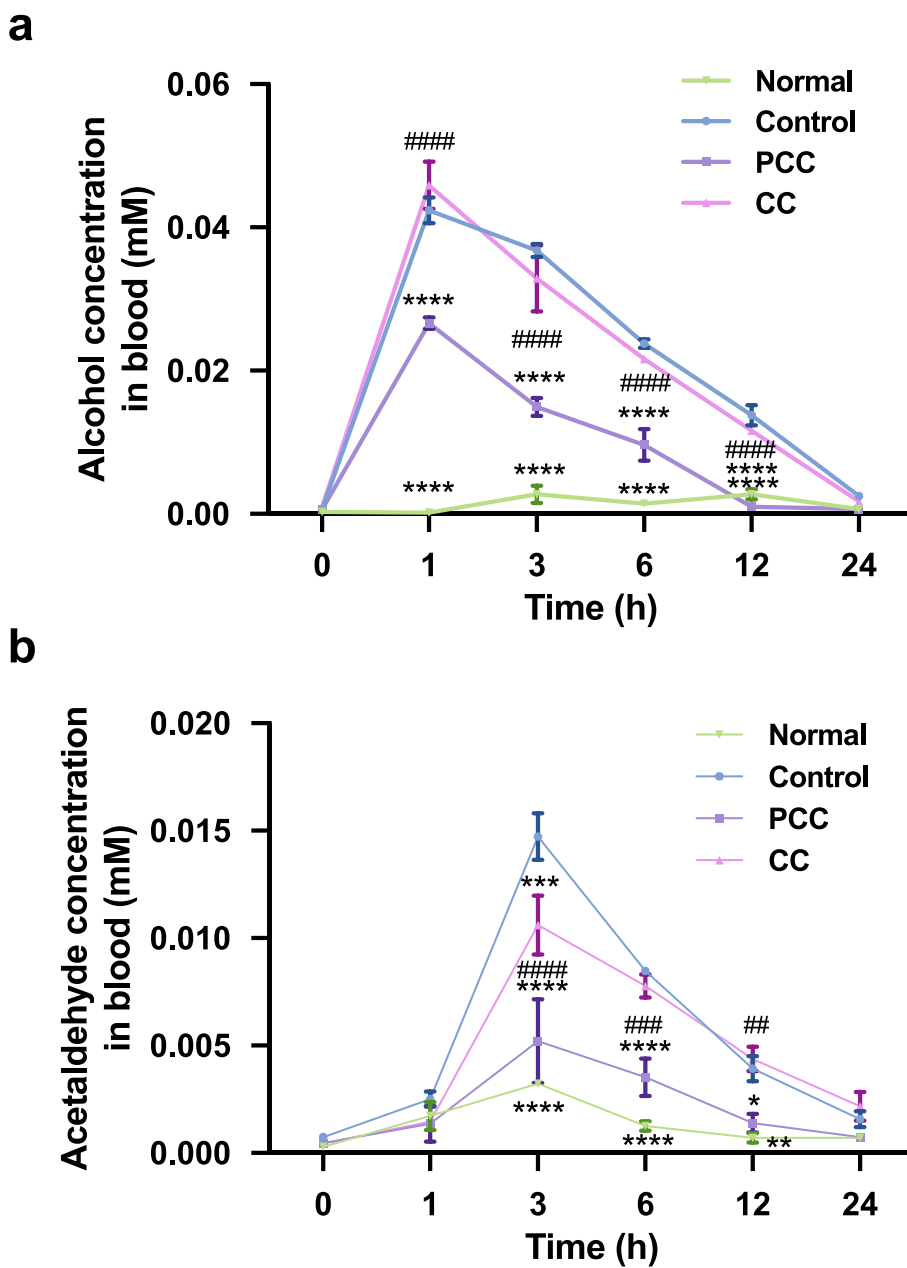 a
Alcohol concentration
in blood (mM)
0.06
0.04
0.02
0.00
Normal
Control
PCC
CC
####
****
****
####
****
****
####
****
****
####
****
****
0
1
3
6
12
24
Time (h)
b
Acetaldehyde concentration
in blood (mM)
0.020
0.015
0.010
0.005
0.000
Normal
Control
PCC
CC
***
####
****
****
###
****
****
##
*
**
0
1
3
6
12
24
Time (h)